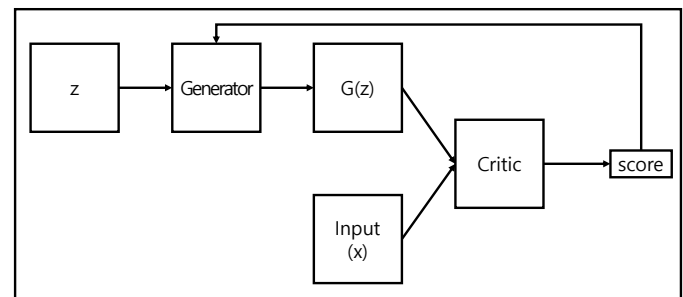 z
Generator
G(z)
Critic
score
Input
(x)